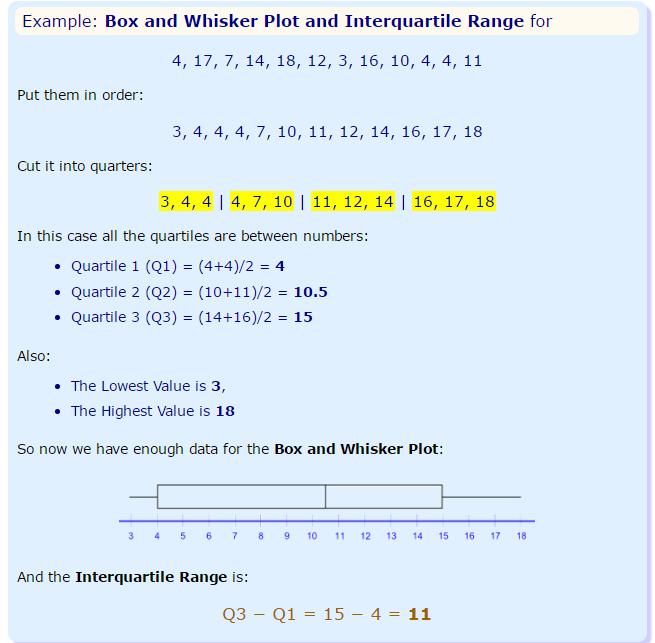 Example: Box and Whisker Plot and Interquartile Range for
4, 17, 7, 14, 18, 12, 3, 16, 10, 4, 4, 11
Put them in order:
3, 4, 4, 4, 7, 10, 11, 12, 14, 16, 17, 18
Cut it into quarters:
3, 4, 4 | 4, 7, 10 | 11, 12, 14 | 16, 17, 18
In this case all the quartiles are between numbers:
• Quartile 1 (Q1) = (4+4)/2 = 4
• Quartile 2 (Q2) = (10+11)/2 = 10.5
• Quartile 3 (Q3) = (14+16)/2 = 15
Also:
• The Lowest Value is 3,
• The Highest Value is 18
So now we have enough data for the Box and Whisker Plot:
3 4 5 6 7 8 9 10 11 12 13 14 15 16 17 18
And the Interquartile Range is:
Q3 − Q1 = 15 − 4 = 11